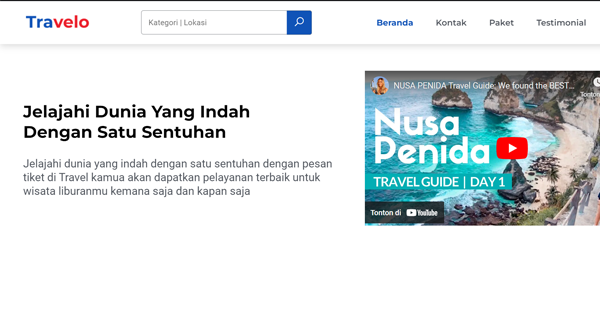 Travelo
Kategori | Lokasi
Beranda Kontak Paket Testimonial
Jelajahi Dunia Yang Indah
Dengan Satu Sentuhan
Jelajahi dunia yang indah dengan satu sentuhan dengan pesan
tiket di Travel kamua akan dapatkan pelayanan terbaik untuk
wisata liburanmu kemana saja dan kapan saja
NUSA PENIDA Travel Guide: We found the BEST...
Tonton
Nusa
Penida
TRAVEL GUIDE | DAY 1
Tonton di YouTube